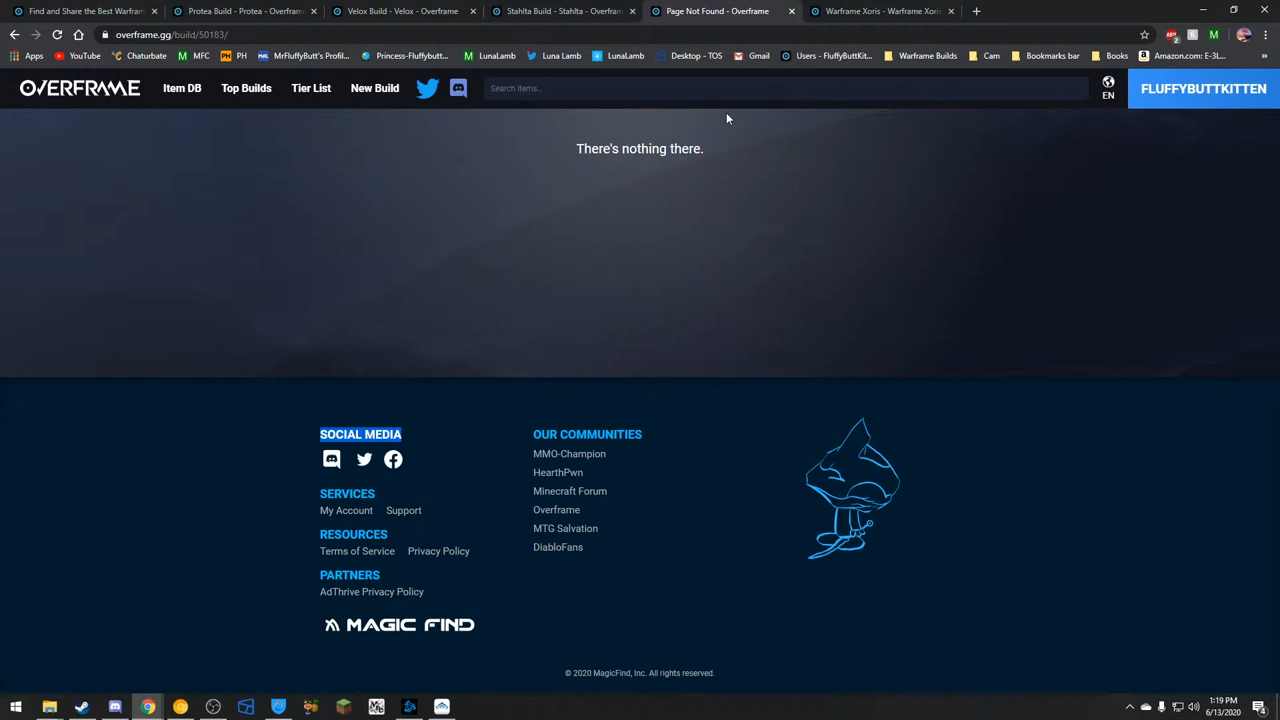 Find and Share the Best Warfram
Protea Build - Protea - Overfram
Velox Build - Velox - Overframe
Stahlta Build - Stahlta - Overfram
Page Not Found - Overframe
Warframe Xoris - Warframe Xoris
overframe.gg/build/50183/
Apps YouTube Chaturbate MFC PH MrFluffyButt's Profil... Princess-Fluffybutt... LunaLamb Luna Lamb LunaLamb Desktop - TOS Gmail Users - FluffyButtKit... Warframe Builds Cam Bookmarks bar Books Amazon.com: E-3L... »
OVERFRAME Item DB Top Builds Tier List New Build Search items... EN FLUFFYBUTTKITTEN
There's nothing there.
SOCIAL MEDIA
SERVICES
My Account Support
RESOURCES
Terms of Service Privacy Policy
PARTNERS
AdThrive Privacy Policy
MAGIC FIND
OUR COMMUNITIES
MMO-Champion
HearthPwn
Minecraft Forum
Overframe
MTG Salvation
DiabloFans
© 2020 MagicFind, Inc. All rights reserved.
1:19 PM
6/13/2020